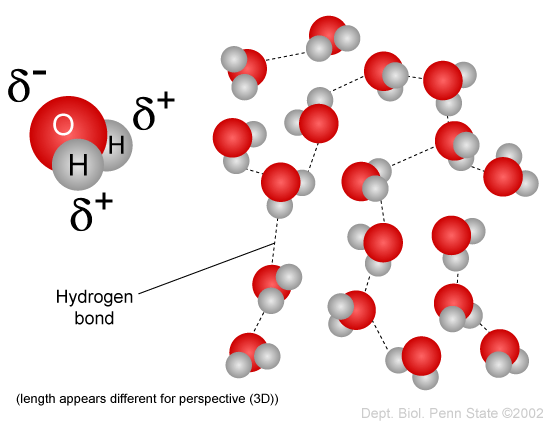 δ-
δ+
O
H
H
δ+
Hydrogen
bond
(length appears different for perspective (3D))
Dept. Biol. Penn State ©2002